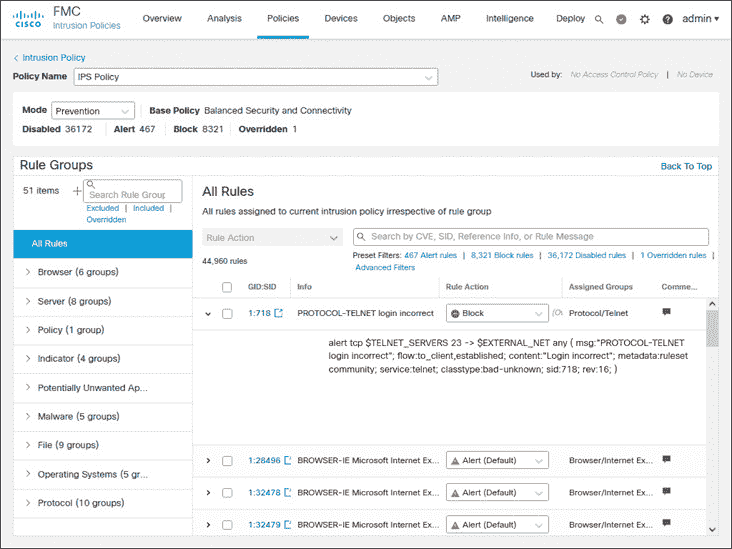 CISCO
FMC
Intrusion Policies
Overview
Analysis
Policies
Devices
Objects
AMP
Intelligence
Deploy
admin
Intrusion Policy
Policy Name
IPS Policy
Used by:
No Access Control Policy | No Device
Mode
Prevention
Base Policy Balanced Security and Connectivity
Disabled 36172
Alert 467
Block 8321
Overridden 1
Rule Groups
Back To Top
51 items
Search Rule Group
Excluded | Included |
Overridden
All Rules
Browser (6 groups)
Server (8 groups)
Policy (1 group)
Indicator (4 groups)
Potentially Unwanted Ap...
Malware (5 groups)
File (9 groups)
Operating Systems (5 gr...
Protocol (10 groups)
All Rules
All rules assigned to current intrusion policy irrespective of rule group
Rule Action
Search by CVE, SID, Reference Info, or Rule Message
44,960 rules
Preset Filters: 467 Alert rules | 8,321 Block rules | 36,172 Disabled rules | 1 Overridden rules |
Advanced Filters
GID:SID
Info
Rule Action
Assigned Groups
Comme...
1:718
PROTOCOL-TELNET login incorrect
Block
Protocol/Telnet
alert tcp $TELNET_SERVERS 23 -> $EXTERNAL_NET any ( msg:"PROTOCOL-TELNET
login incorrect"; flow:to_client,established; content:"Login incorrect"; metadata:ruleset
community; service:telnet; classtype:bad-unknown; sid:718; rev:16; )
1:28496
BROWSER-IE Microsoft Internet Ex...
Alert (Default)
Browser/Internet Ex...
1:32478
BROWSER-IE Microsoft Internet Ex...
Alert (Default)
Browser/Internet Ex...
1:32479
BROWSER-IE Microsoft Internet Ex...
Alert (Default)
Browser/Internet Ex...